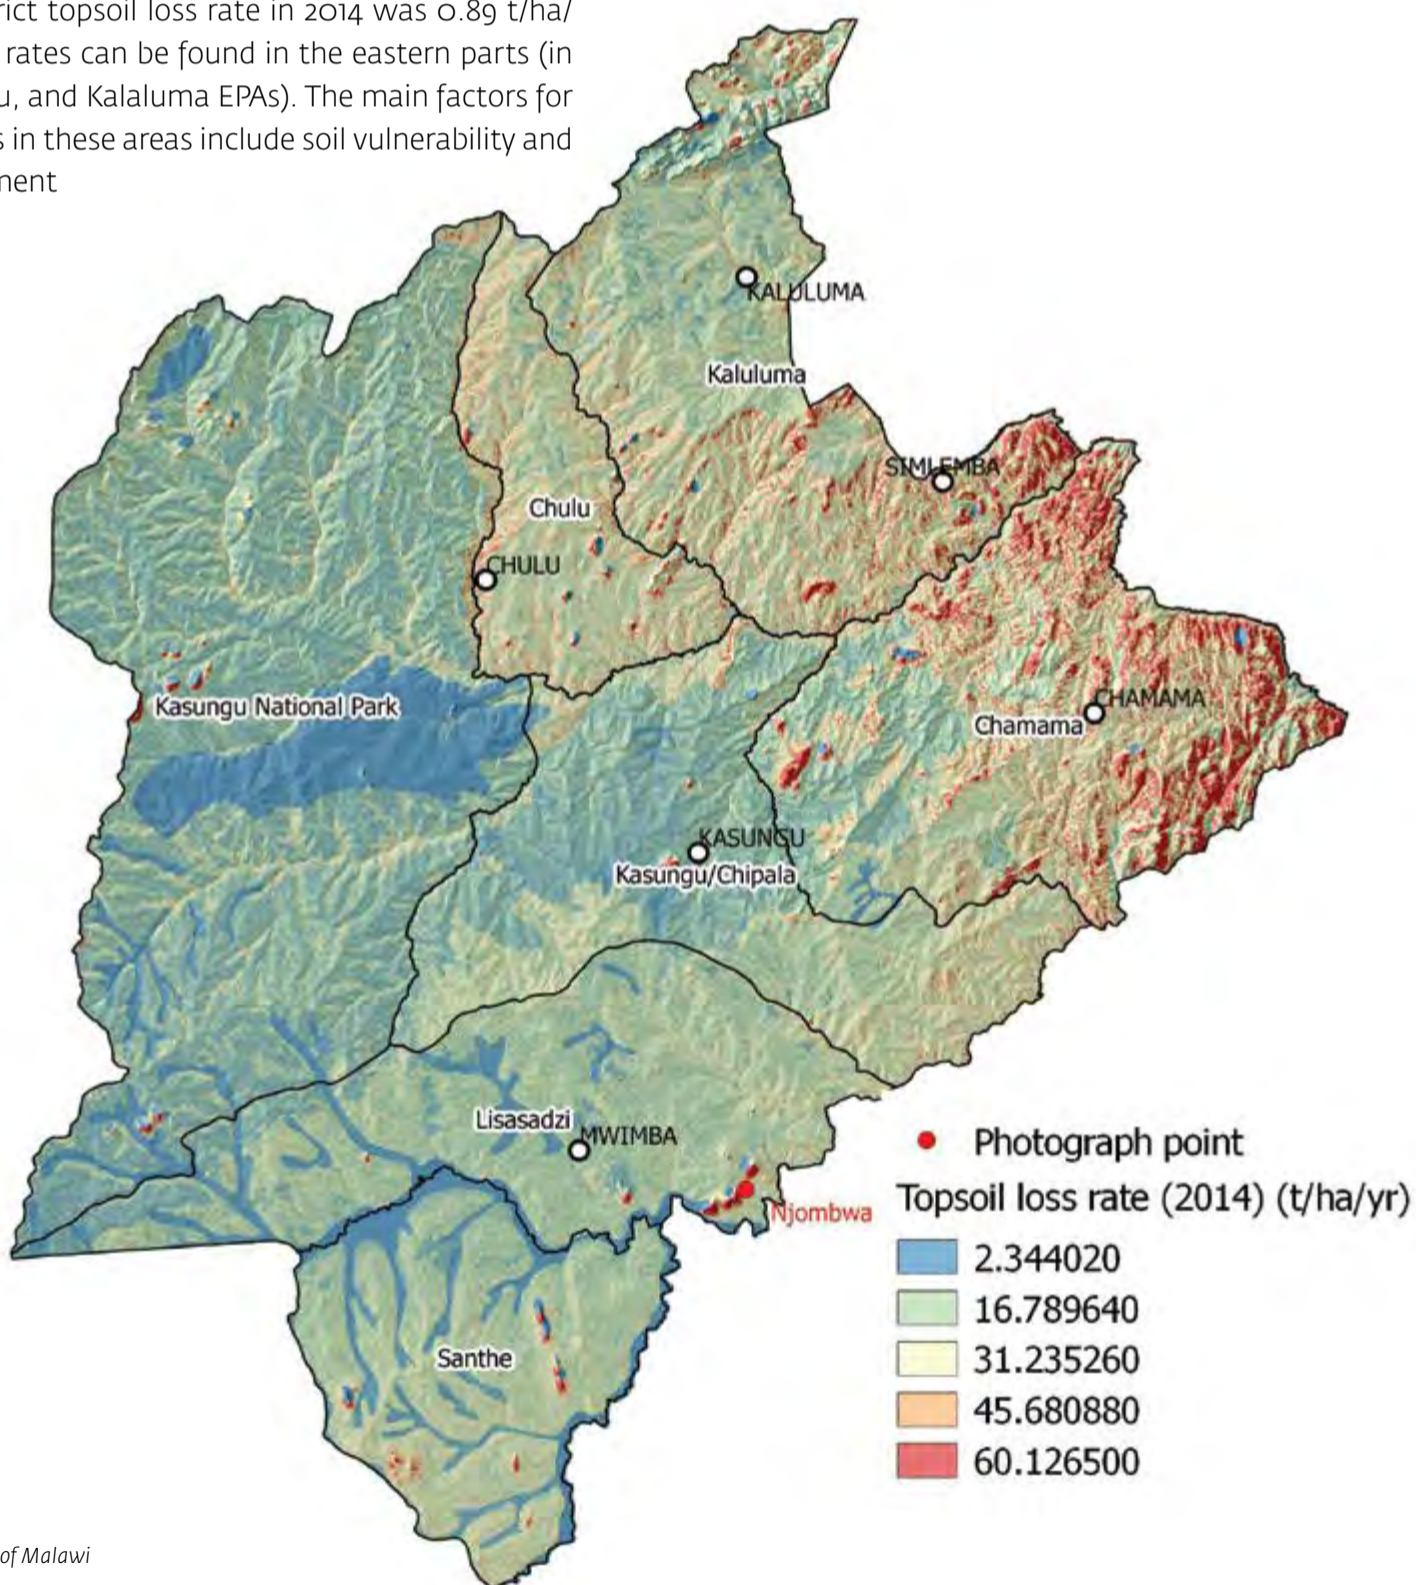 rict topsoil loss rate in 2014 was 0.89 t/ha/
rates can be found in the eastern parts (in
u, and Kalaluma EPAs). The main factors for
s in these areas include soil vulnerability and
nent
KALULUMA
Kaluluma
SIMLEMBA
Chulu
CHULU
Kasungu National Park
CHAMAMA
Chamama
KASUNGU
Kasungu/Chipala
Lisasadzi
MWIMBA
Njombwa
Santhe
Photograph point
Topsoil loss rate (2014) (t/ha/yr)
2.344020
16.789640
31.235260
45.680880
60.126500
of Malawi